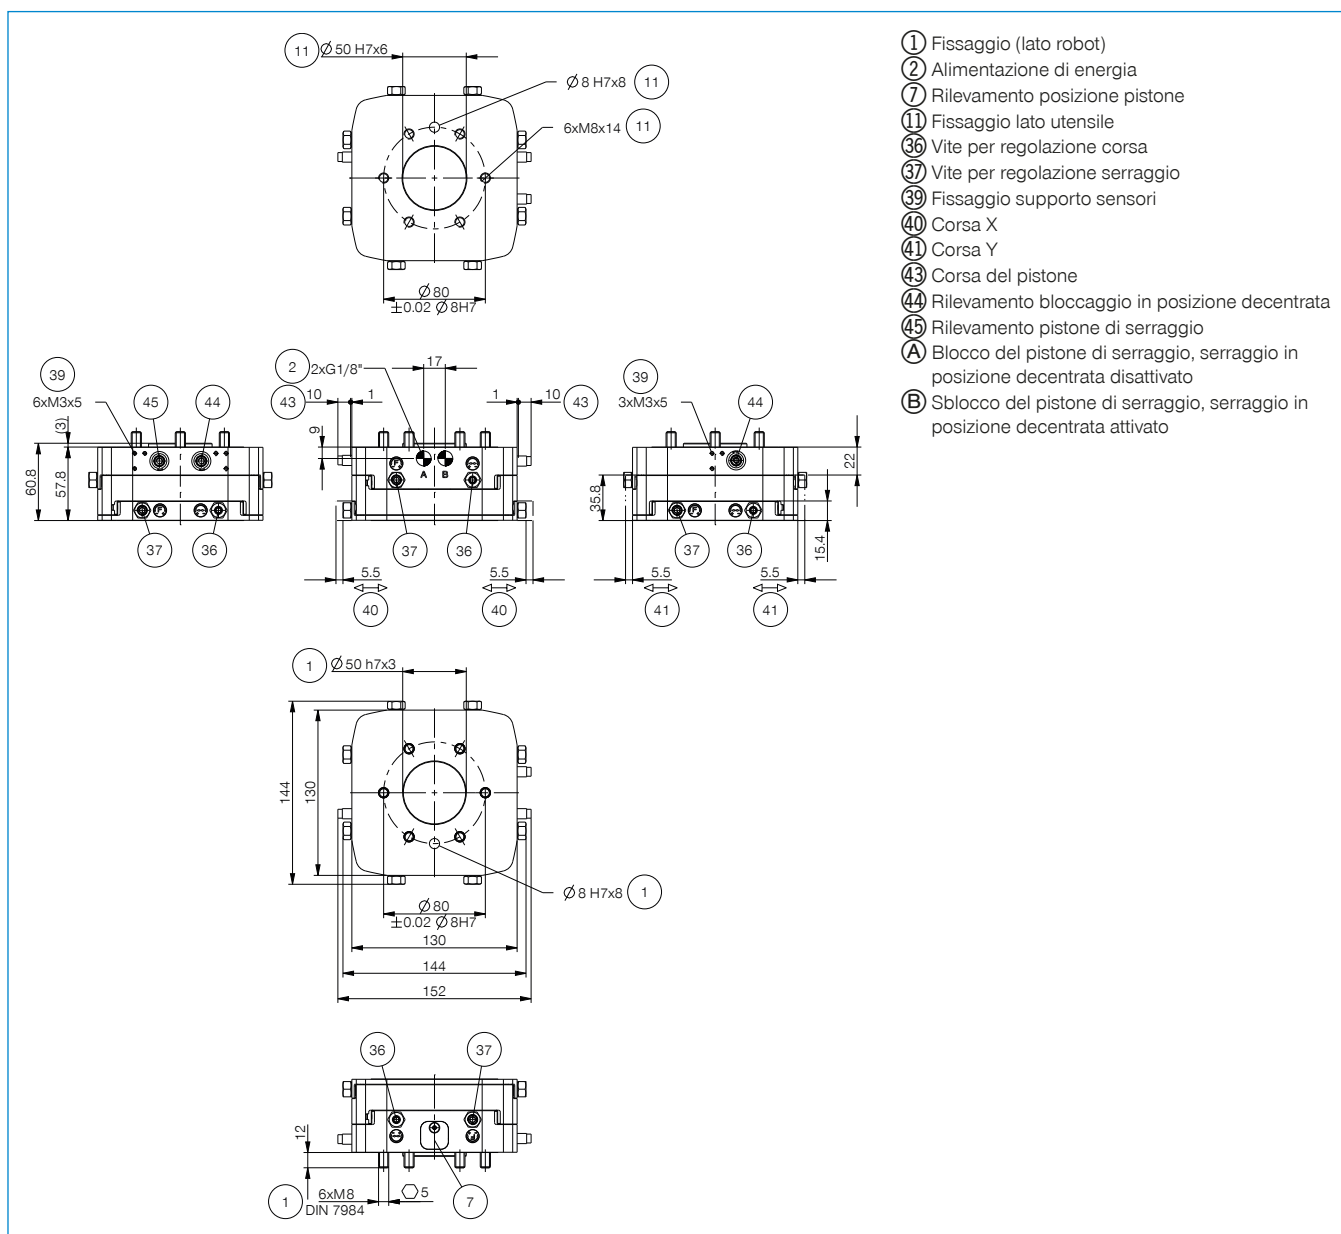 11 Ø 50 H7x6
Ø 8 H7x8 11
6xM8x14 11
Ø 80
±0.02 Ø 8H7
1 Fissaggio (lato robot)
2 Alimentazione di energia
7 Rilevamento posizione pistone
11 Fissaggio lato utensile
36 Vite per regolazione corsa
37 Vite per regolazione serraggio
39 Fissaggio supporto sensori
40 Corsa X
41 Corsa Y
43 Corsa del pistone
44 Rilevamento bloccaggio in posizione decentrata
45 Rilevamento pistone di serraggio
A Blocco del pistone di serraggio, serraggio in
posizione decentrata disattivato
B Sblocco del pistone di serraggio, serraggio in
posizione decentrata attivato
39
6xM3x5
45
44
(3)
60.8
57.8
37
36
2 2xG1/8"
17
43
10
1
1
10
43
9
A B
37
36
5.5
5.5
40
40
39
3xM3x5
44
22
35.8
15.4
37
36
5.5
5.5
41
41
1 Ø 50 h7x3
144
130
Ø 8 H7x8 1
Ø 80
±0.02 Ø 8H7
130
144
152
36
37
12
1
6xM8
DIN 7984
5
7